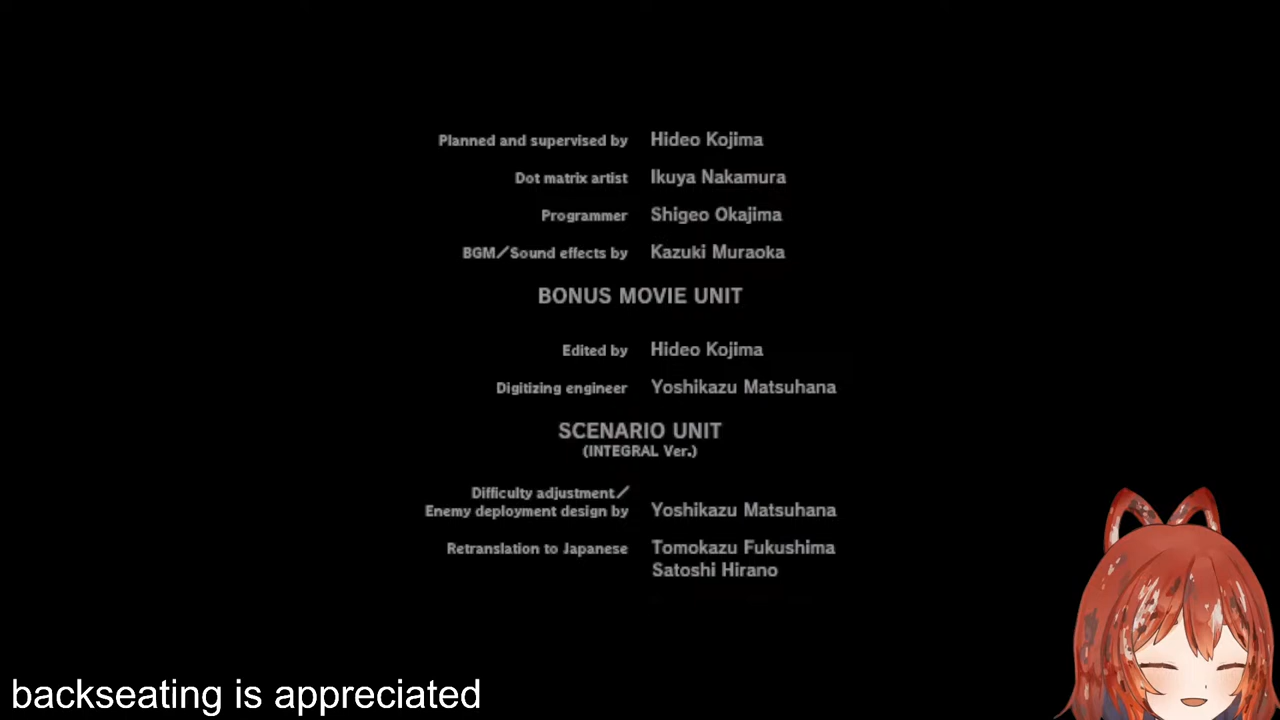 Planned and supervised by Hideo Kojima
Dot matrix artist Ikuya Nakamura
Programmer Shigeo Okajima
BGM／Sound effects by Kazuki Muraoka
BONUS MOVIE UNIT
Edited by Hideo Kojima
Digitizing engineer Yoshikazu Matsuhana
SCENARIO UNIT
(INTEGRAL Ver.)
Difficulty adjustment／
Enemy deployment design by Yoshikazu Matsuhana
Retranslation to Japanese Tomokazu Fukushima
Satoshi Hirano
backseating is appreciated